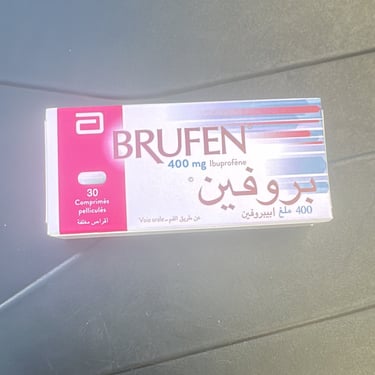 BRUFEN
400 mg Ibuprofène
بروفين ©
400 ملغ ايبيبروفين
30
Comprimés
pelliculés
أقراص مغلفة
Voie orale - عن طريق الفم